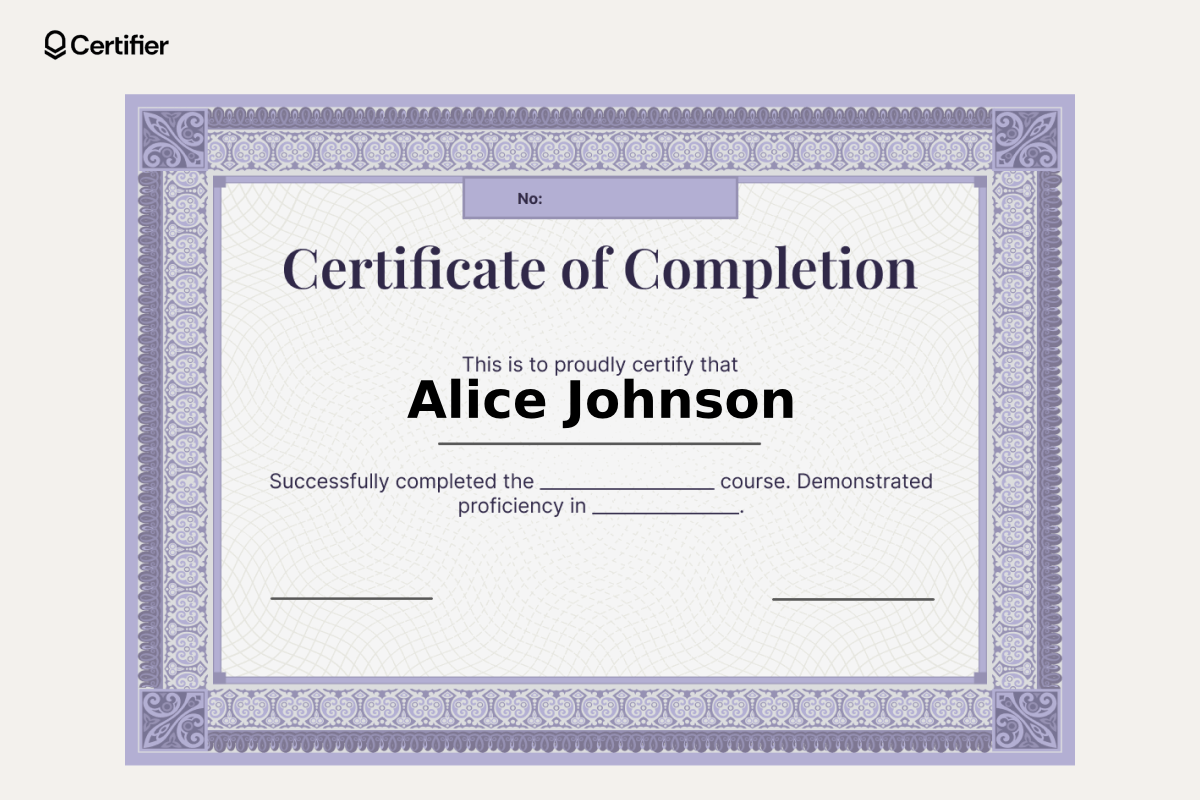 Certifier
No:
Certificate of Completion
This is to proudly certify that
Alice Johnson
Successfully completed the ________________ course. Demonstrated
proficiency in ______________.